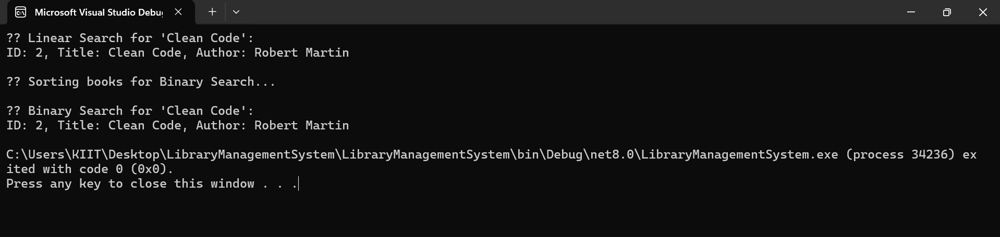 Microsoft Visual Studio Debu
?? Linear Search for 'Clean Code':
ID: 2, Title: Clean Code, Author: Robert Martin
?? Sorting books for Binary Search...
?? Binary Search for 'Clean Code':
ID: 2, Title: Clean Code, Author: Robert Martin
C:\Users\KIIT\Desktop\LibraryManagementSystem\LibraryManagementSystem\bin\Debug\net8.0\LibraryManagementSystem.exe (process 34236) ex
ited with code 0 (0x0).
Press any key to close this window . . .